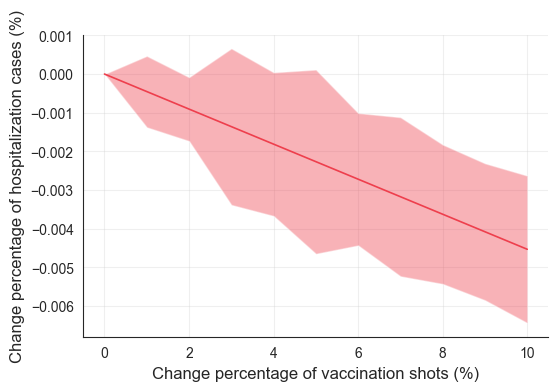 Change percentage of hospitalization cases (%)
0.001
0.000
−0.001
−0.002
−0.003
−0.004
−0.005
−0.006
0 2 4 6 8 10
Change percentage of vaccination shots (%)